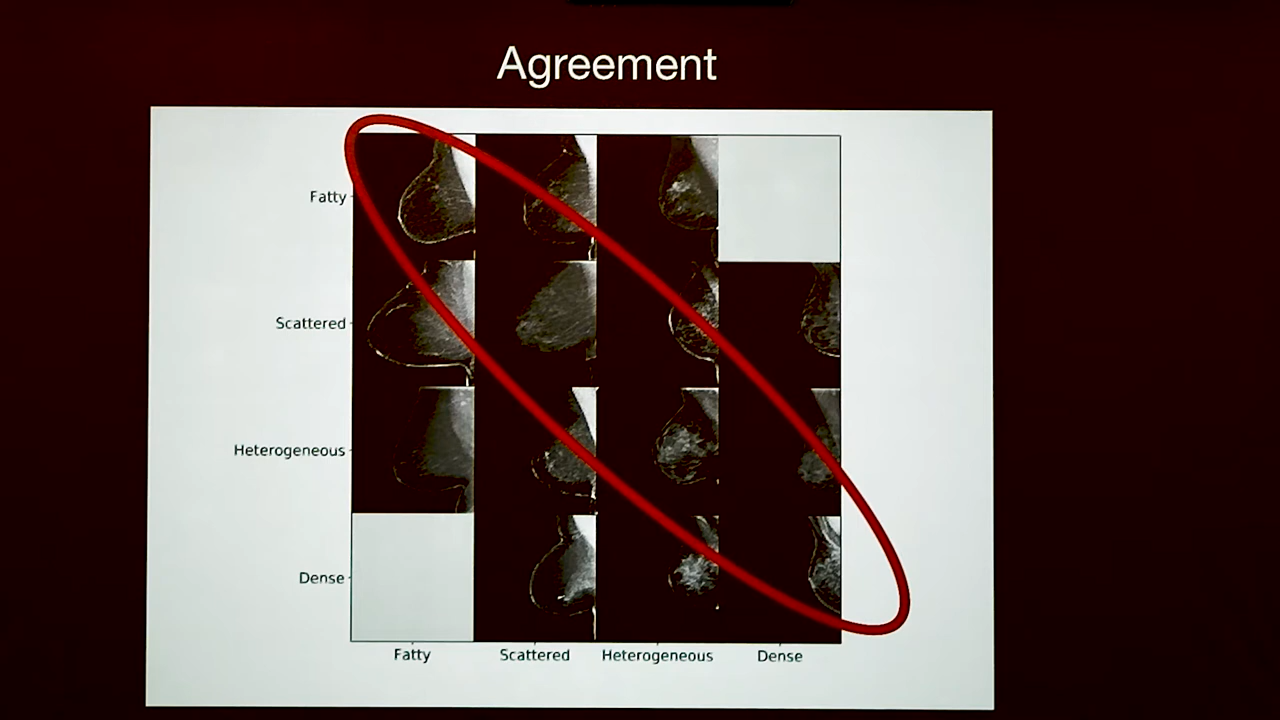 Agreement
Fatty
Scattered
Heterogeneous
Dense
Fatty Scattered Heterogeneous Dense